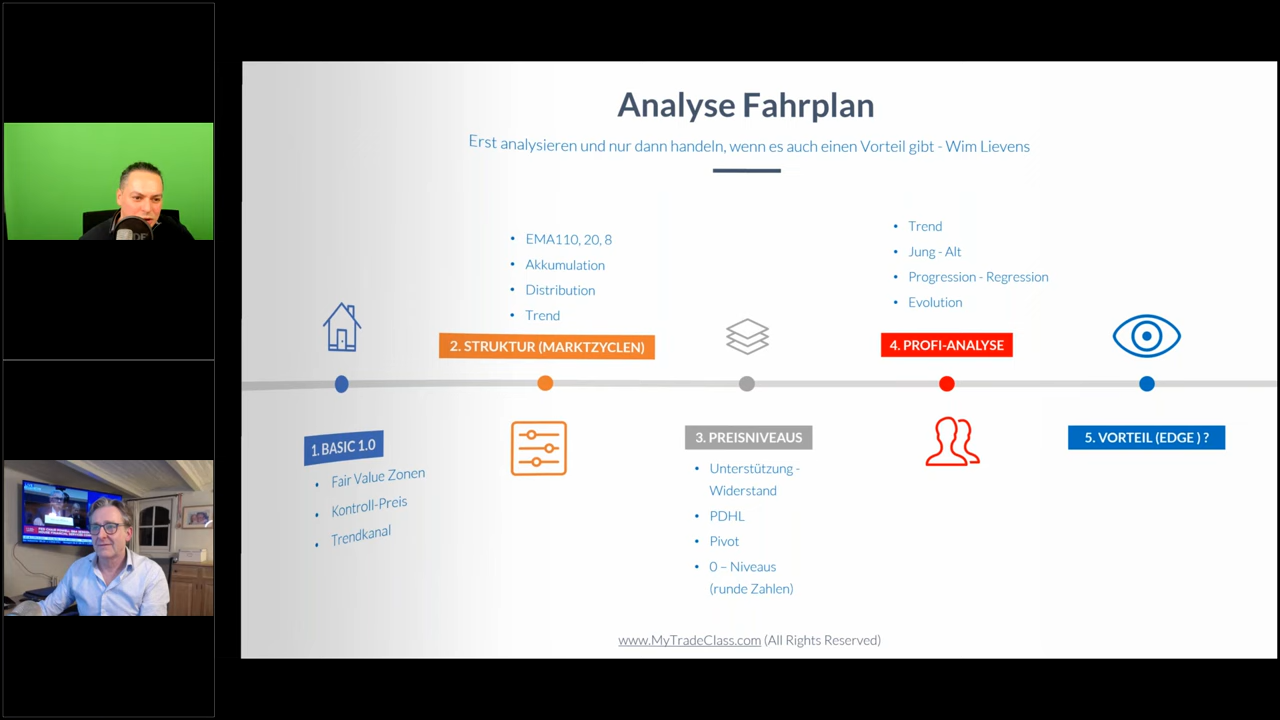 Analyse Fahrplan
Erst analysieren und nur dann handeln, wenn es auch einen Vorteil gibt - Wim Lievens
• EMA110, 20, 8
• Akkumulation
• Distribution
• Trend
2. STRUKTUR (MARKTZYCLEN)
• Trend
• Jung - Alt
• Progression - Regression
• Evolution
4. PROFI-ANALYSE
1. BASIC 1.0
• Fair Value Zonen
• Kontroll-Preis
• Trendkanal
3. PREISNIVEAUS
• Unterstützung -
Widerstand
• PDHL
• Pivot
• 0 – Niveaus
(runde Zahlen)
5. VORTEIL (EDGE ) ?
www.MyTradeClass.com (All Rights Reserved)